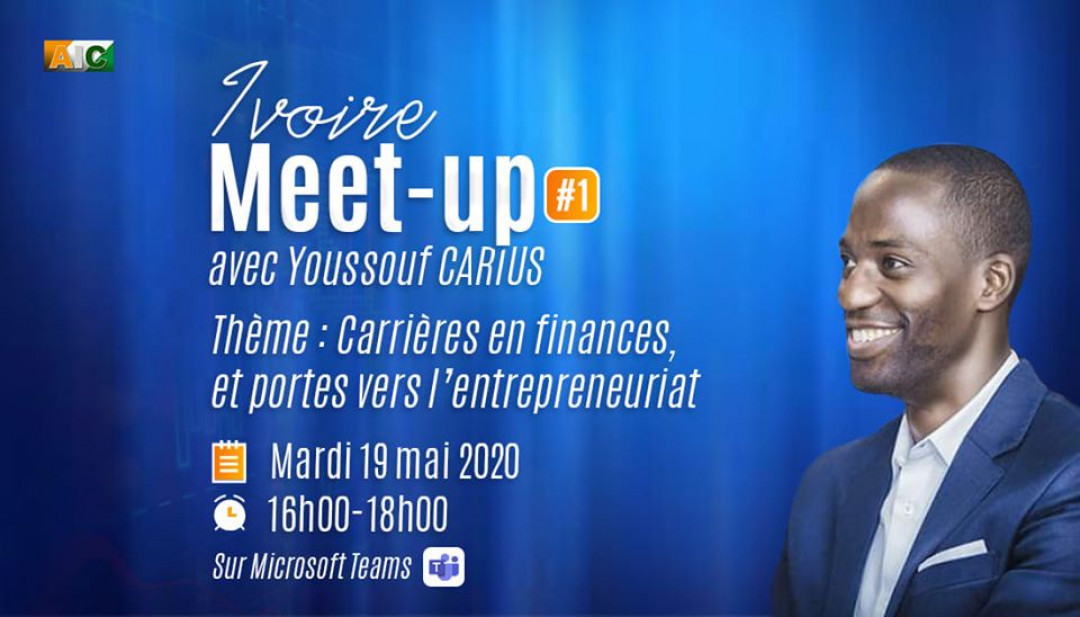 AIC
Ivoire
Meet-up #1
avec Youssouf CARIUS
Thème : Carrières en finances,
et portes vers l'entrepreneuriat
Mardi 19 mai 2020
16h00-18h00
Sur Microsoft Teams